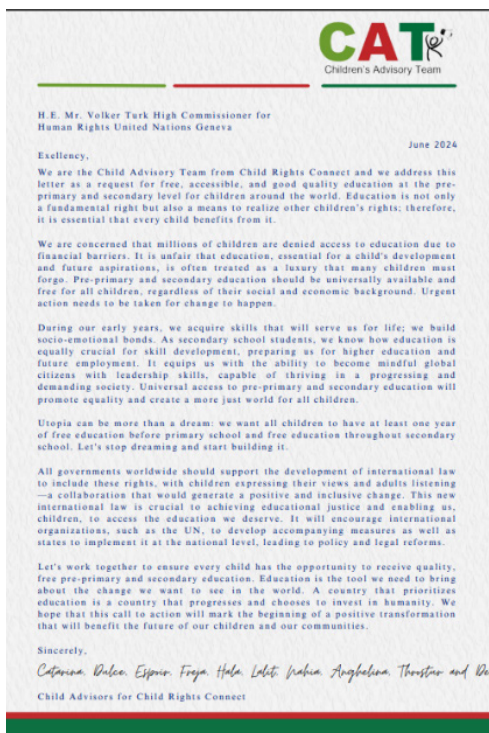 CAT
Children's Advisory Team
H.E. Mr. Volker Turk High Commissioner for
Human Rights United Nations Geneva
June 2024
Exellency,
We are the Child Advisory Team from Child Rights Connect and we address this
letter as a request for free, accessible, and good quality education at the pre-
primary and secondary level for children around the world. Education is not only
a fundamental right but also a means to realize other children's rights; therefore,
it is essential that every child benefits from it.
We are concerned that millions of children are denied access to education due to
financial barriers. It is unfair that education, essential for a child's development
and future aspirations, is often treated as a luxury that many children must
forgo. Pre-primary and secondary education should be universally available and
free for all children, regardless of their social and economic background. Urgent
action needs to be taken for change to happen.
During our early years, we acquire skills that will serve us for life; we build
socio-emotional bonds. As secondary school students, we know how education is
equally crucial for skill development, preparing us for higher education and
future employment. It equips us with the ability to become mindful global
citizens with leadership skills, capable of thriving in a progressing and
demanding society. Universal access to pre-primary and secondary education will
promote equality and create a more just world for all children.
Utopia can be more than a dream: we want all children to have at least one year
of free education before primary school and free education throughout secondary
school. Let's stop dreaming and start building it.
All governments worldwide should support the development of international law
to include these rights, with children expressing their views and adults listening
—a collaboration that would generate a positive and inclusive change. This new
international law is crucial to achieving educational justice and enabling us,
children, to access the education we deserve. It will encourage international
organizations, such as the UN, to develop accompanying measures as well as
states to implement it at the national level, leading to policy and legal reforms.
Let's work together to ensure every child has the opportunity to receive quality,
free pre-primary and secondary education. Education is the tool we need to bring
about the change we want to see in the world. A country that prioritizes
education is a country that progresses and chooses to invest in humanity. We
hope that this call to action will mark the beginning of a positive transformation
that will benefit the future of our children and our communities.
Sincerely,
Catarina, Dulce, Espoir, Freja, Hala, Lalit, Nahia, Anghelina, Throstur and De
Child Advisors for Child Rights Connect